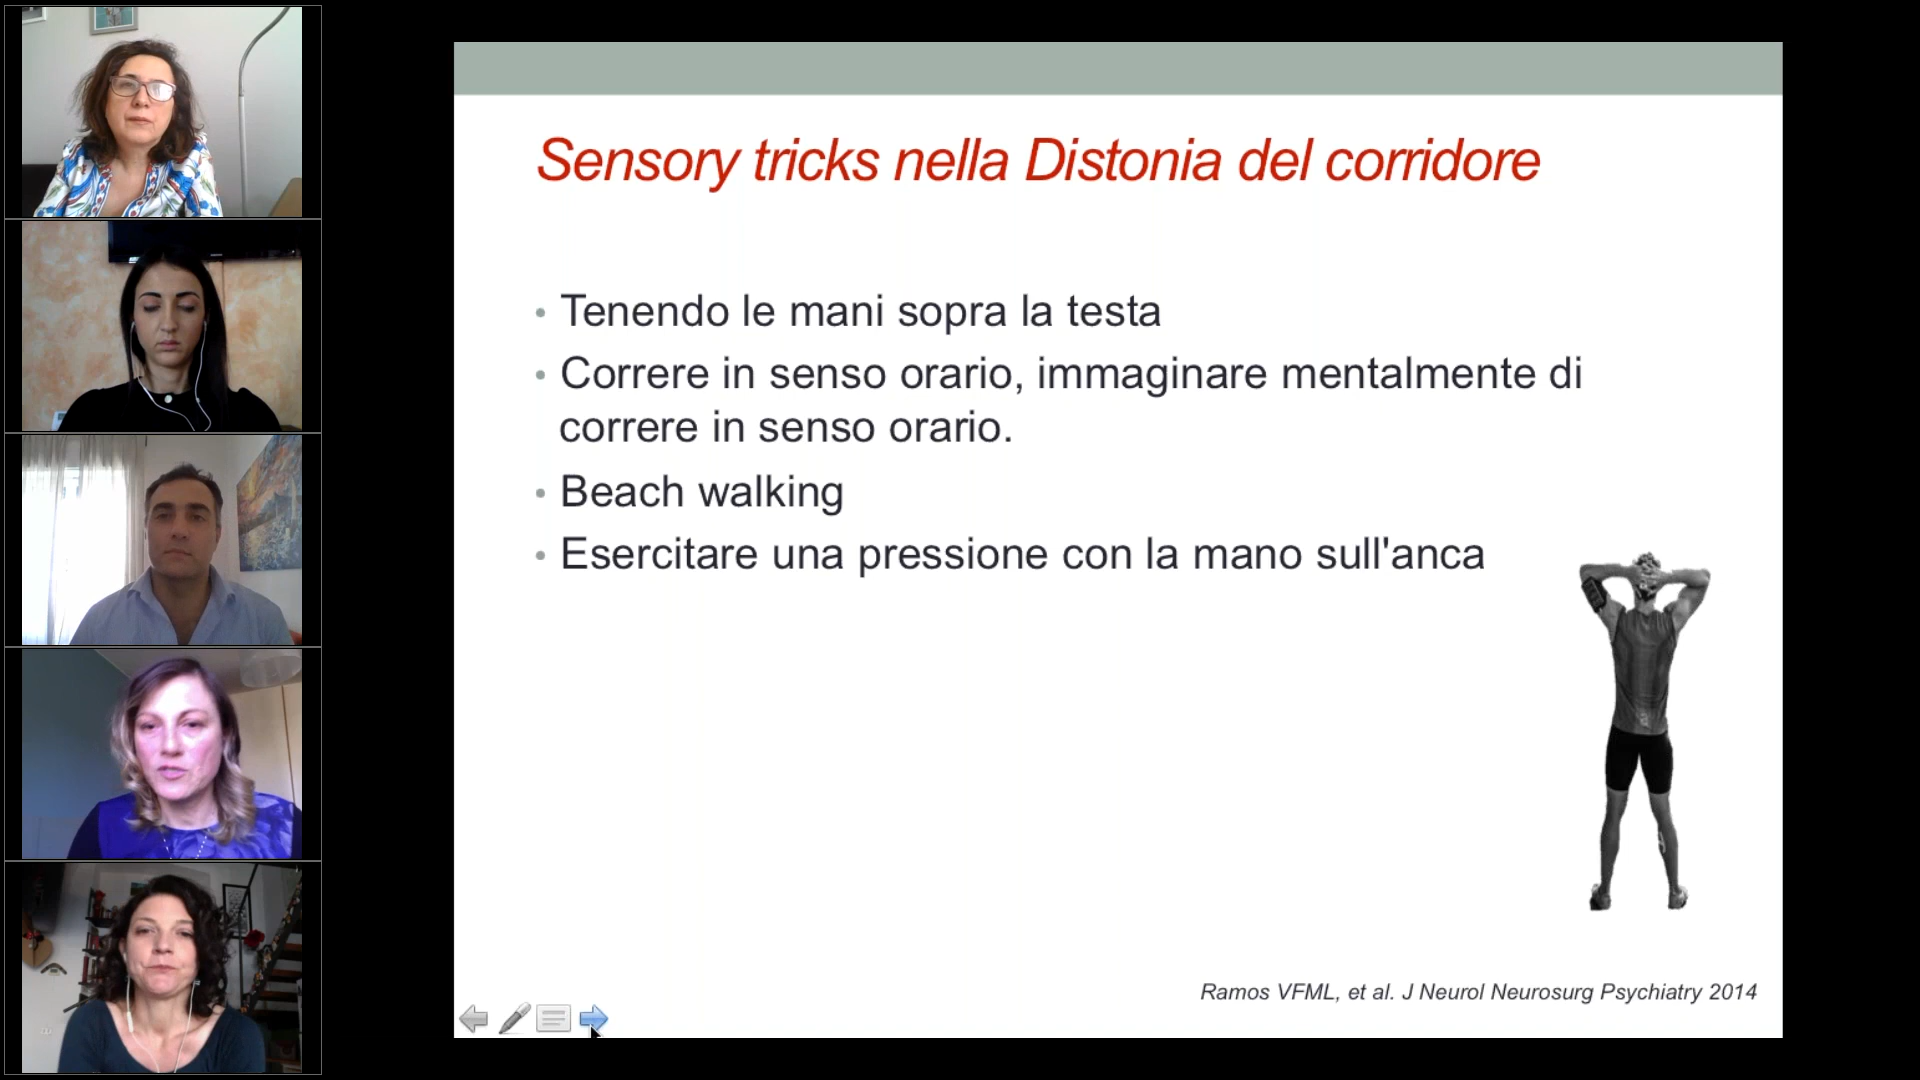 Sensory tricks nella Distonia del corridore
• Tenendo le mani sopra la testa
• Correre in senso orario, immaginare mentalmente di
correre in senso orario.
• Beach walking
• Esercitare una pressione con la mano sull'anca
Ramos VFML, et al. J Neurol Neurosurg Psychiatry 2014